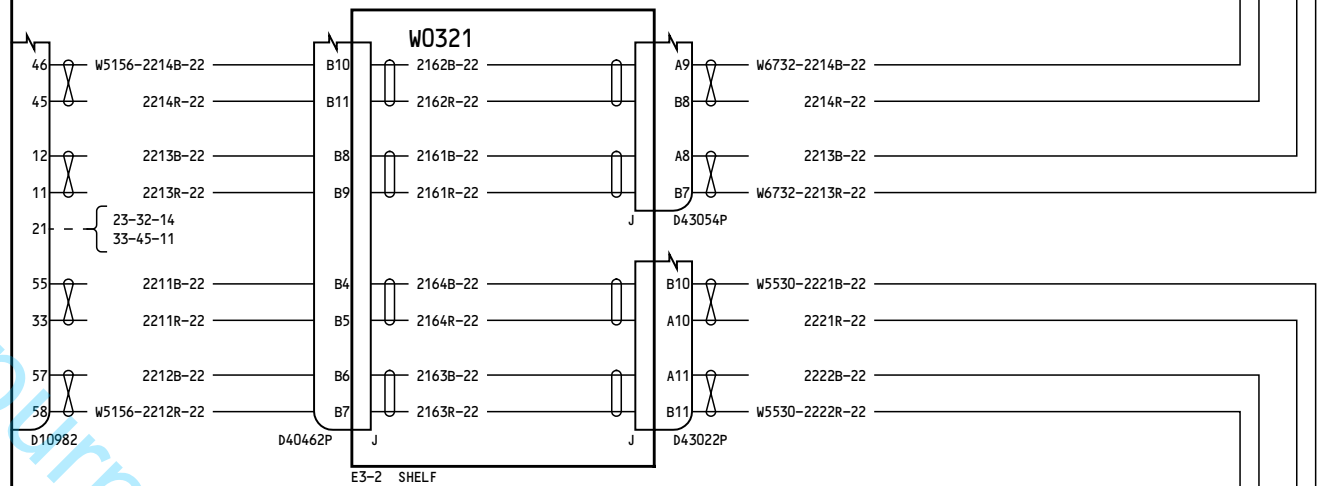 W0321
46 W5156-2214B-22 B10 2162B-22 A9 W6732-2214B-22
45 2214R-22 B11 2162R-22 B8 2214R-22
12 2213B-22 B8 2161B-22 A8 2213B-22
11 2213R-22 B9 2161R-22 B7 W6732-2213R-22
21 23-32-14
33-45-11
J D43054P
55 2211B-22 B4 2164B-22 B10 W5530-2221B-22
33 2211R-22 B5 2164R-22 A10 2221R-22
57 2212B-22 B6 2163B-22 A11 2222B-22
58 W5156-2212R-22 B7 2163R-22 B11 W5530-2222R-22
D10982 D40462P J J D43022P
E3-2 SHELF